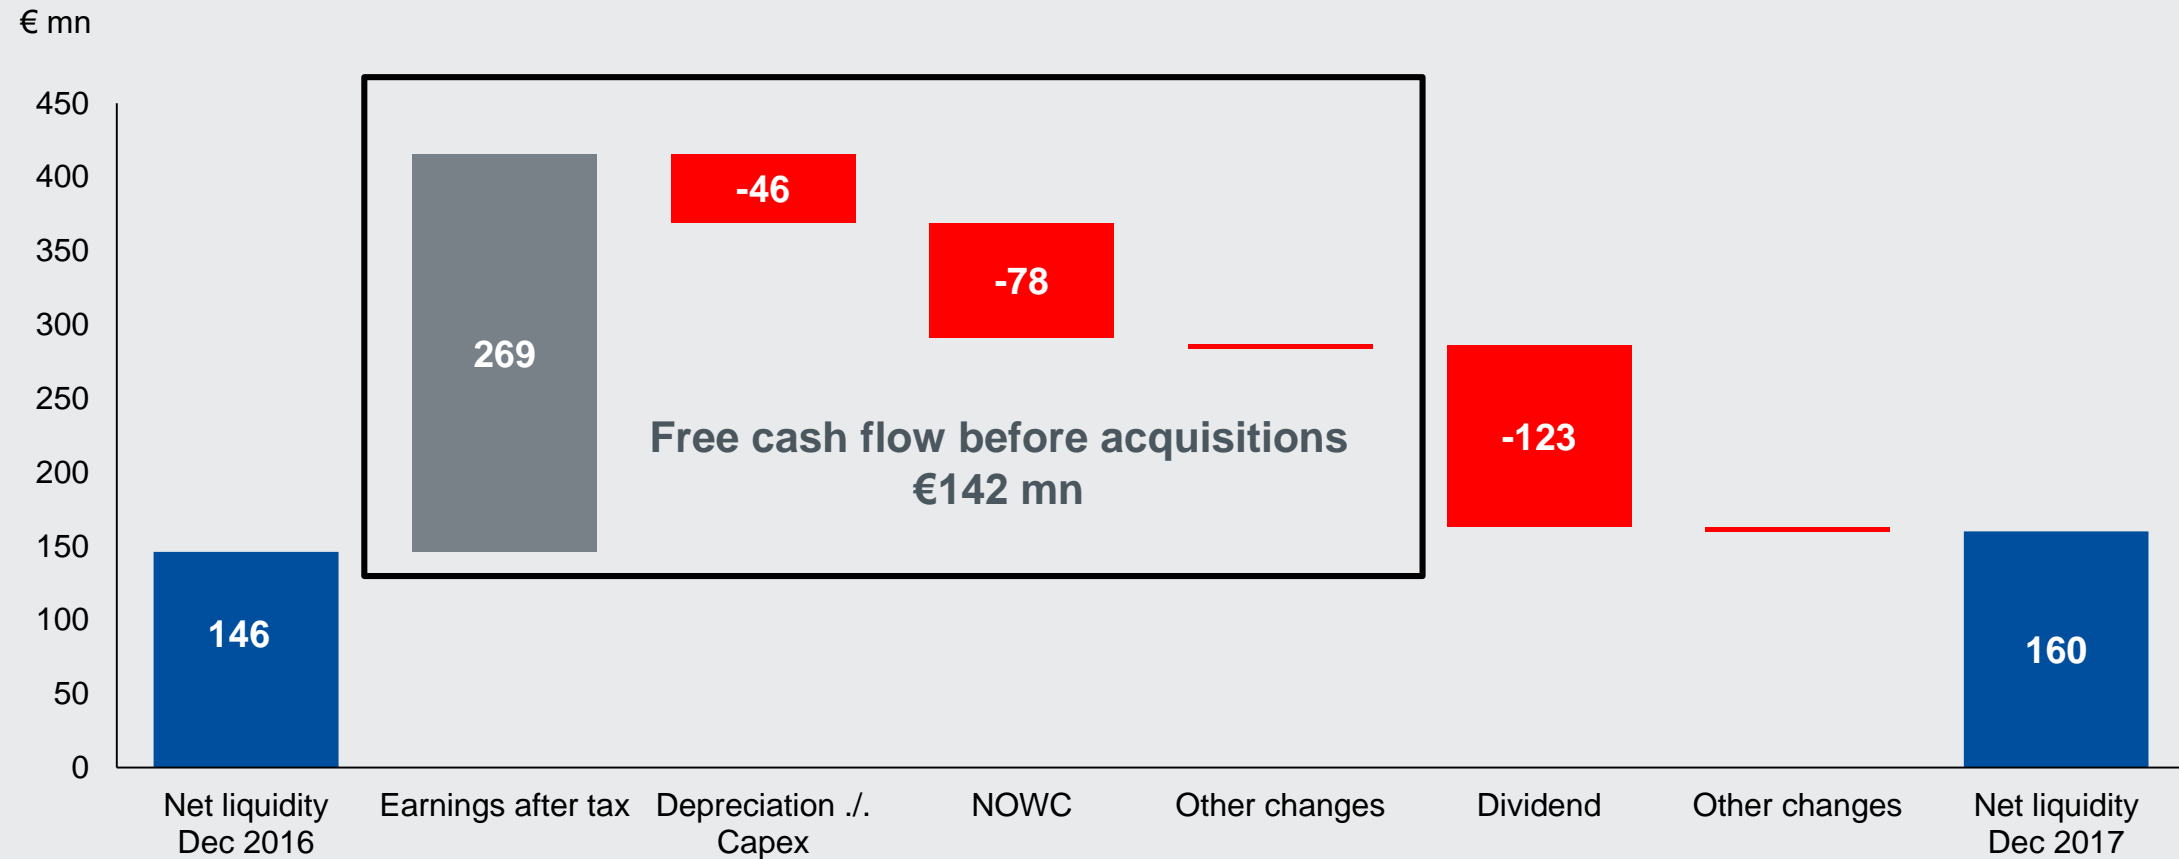 € mn
450
400
350
300
250
200
150
100
50
0
146
269
-46
-78
Free cash flow before acquisitions
€142 mn
-123
160
Net liquidity
Dec 2016
Earnings after tax
Depreciation ./.
Capex
NOWC
Other changes
Dividend
Other changes
Net liquidity
Dec 2017